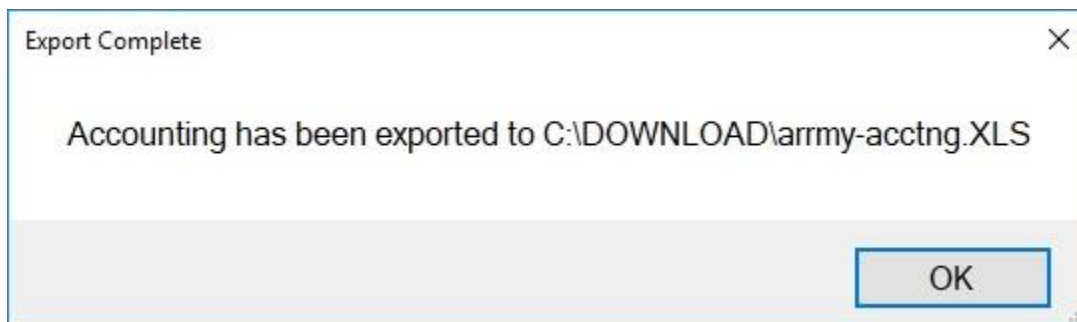 Export Complete
Accounting has been exported to C:\DOWNLOAD\arrmy-acctng.XLS
OK